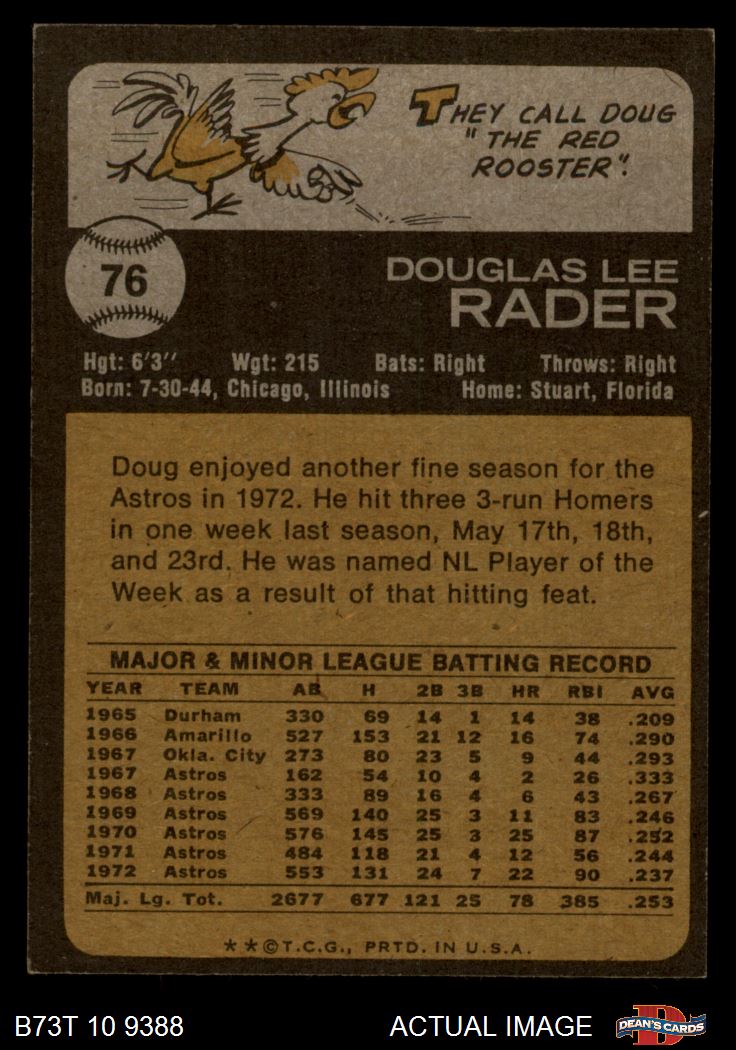 THEY CALL DOUG
"THE RED
ROOSTER".
76
DOUGLAS LEE
RADER
Hgt: 6'3" Wgt: 215 Bats: Right Throws: Right
Born: 7-30-44, Chicago, Illinois Home: Stuart, Florida
Doug enjoyed another fine season for the
Astros in 1972. He hit three 3-run Homers
in one week last season, May 17th, 18th,
and 23rd. He was named NL Player of the
Week as a result of that hitting feat.
MAJOR & MINOR LEAGUE BATTING RECORD
YEAR TEAM AB H 2B 3B HR RBI AVG
1965 Durham 330 69 14 1 14 38 .209
1966 Amarillo 527 153 21 12 16 74 .290
1967 Okla. City 273 80 23 5 9 44 .293
1967 Astros 162 54 10 4 2 26 .333
1968 Astros 333 89 16 4 6 43 .267
1969 Astros 569 140 25 3 11 83 .246
1970 Astros 576 145 25 3 25 87 .252
1971 Astros 484 118 21 4 12 56 .244
1972 Astros 553 131 24 7 22 90 .237
Maj. Lg. Tot. 2677 677 121 25 78 385 .253
**©T.C.G., PRTD. IN U.S.A.
B73T 10 9388 ACTUAL IMAGE D DEAN'S CARDS